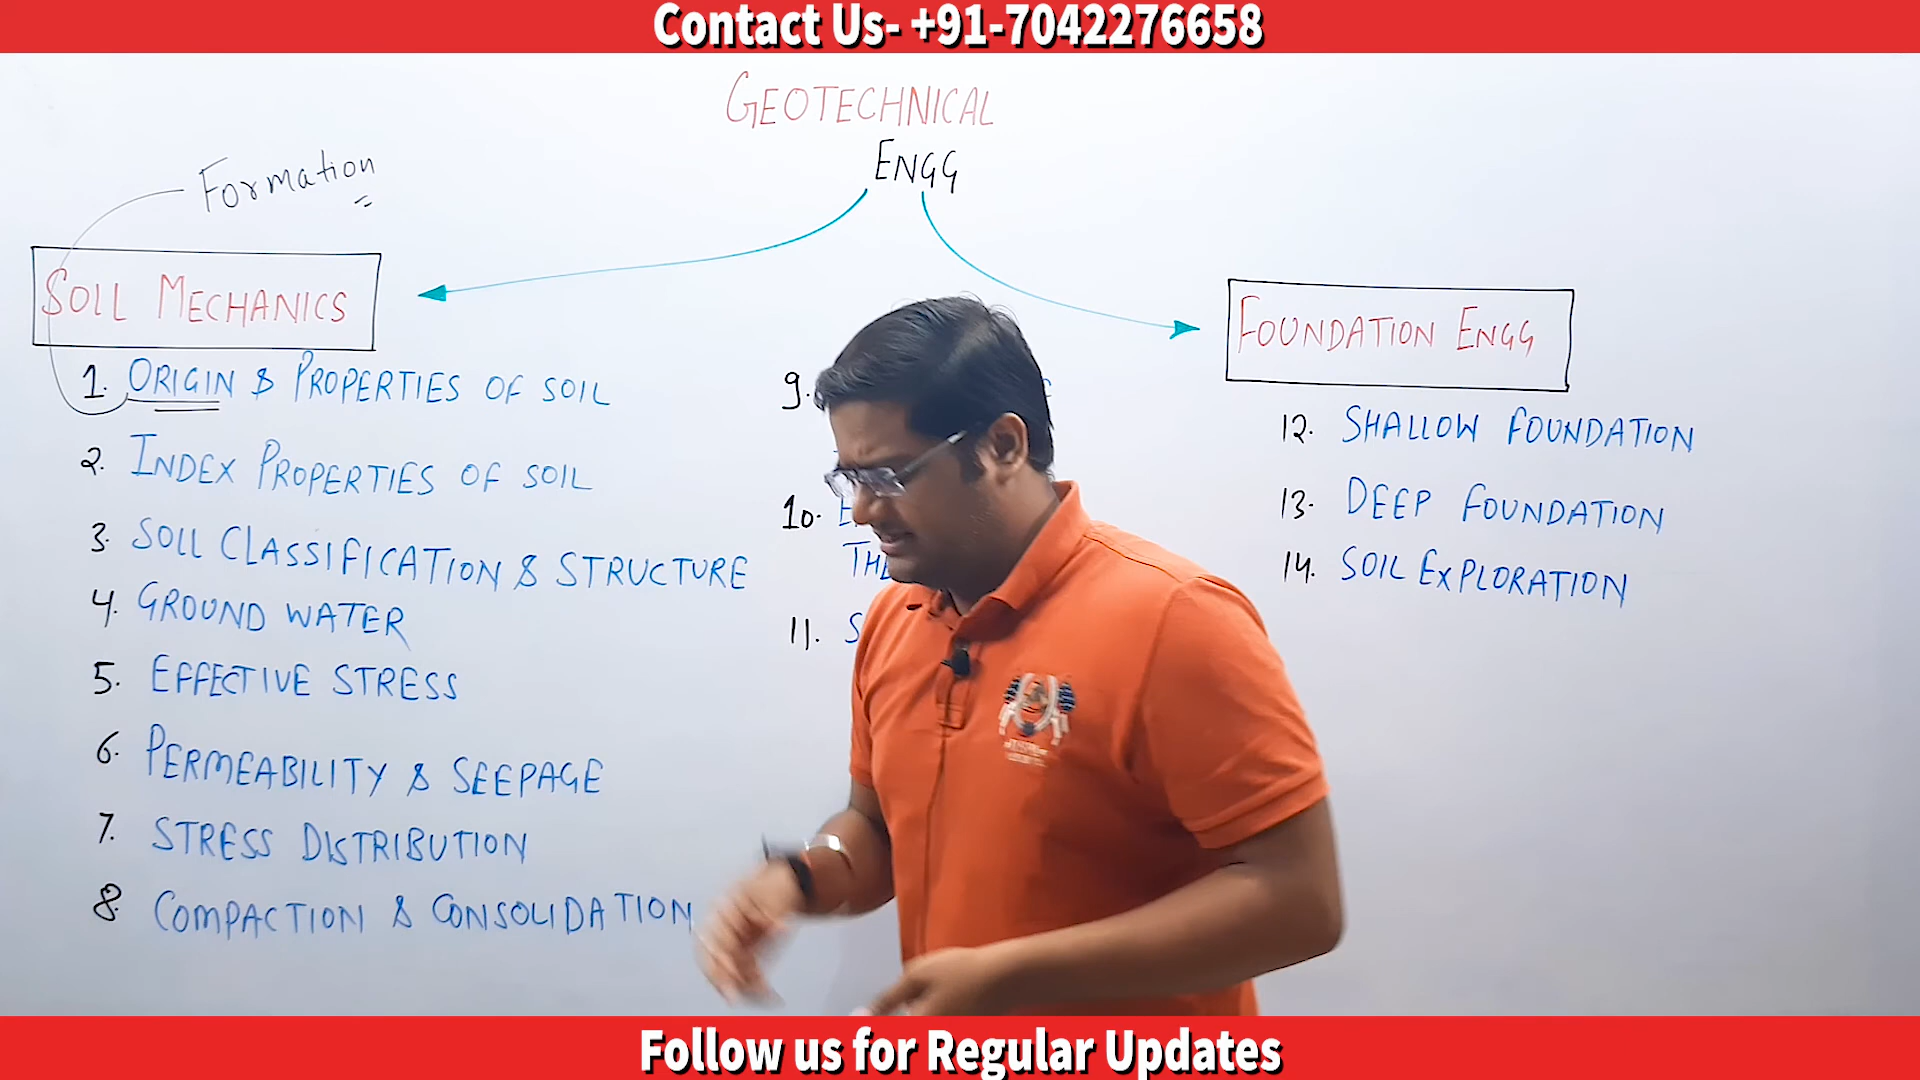 Contact Us- +91-7042276658
GEOTECHNICAL
ENGG
Formation
SOIL MECHANICS
1. ORIGIN & PROPERTIES OF SOIL
2. INDEX PROPERTIES OF SOIL
3. SOIL CLASSIFICATION & STRUCTURE
4. GROUND WATER
5. EFFECTIVE STRESS
6. PERMEABILITY & SEEPAGE
7. STRESS DISTRIBUTION
8. COMPACTION & CONSOLIDATION
9.
10.
11.
FOUNDATION ENGG
12. SHALLOW FOUNDATION
13. DEEP FOUNDATION
14. SOIL EXPLORATION
Follow us for Regular Updates